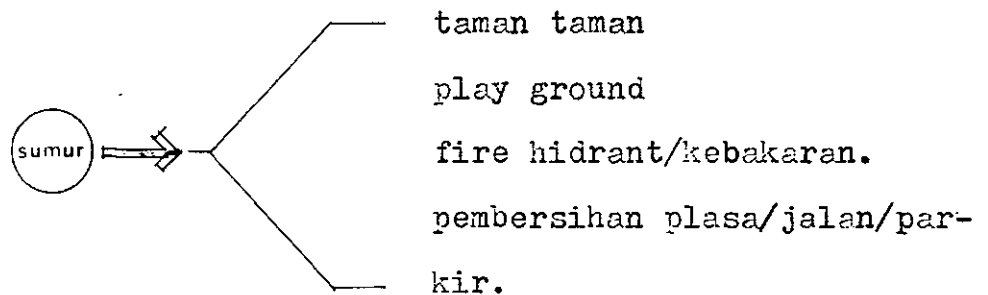 taman taman
play ground
sumur
fire hidrant/kebakaran.
pembersihan plasa/jalan/par-
kir.